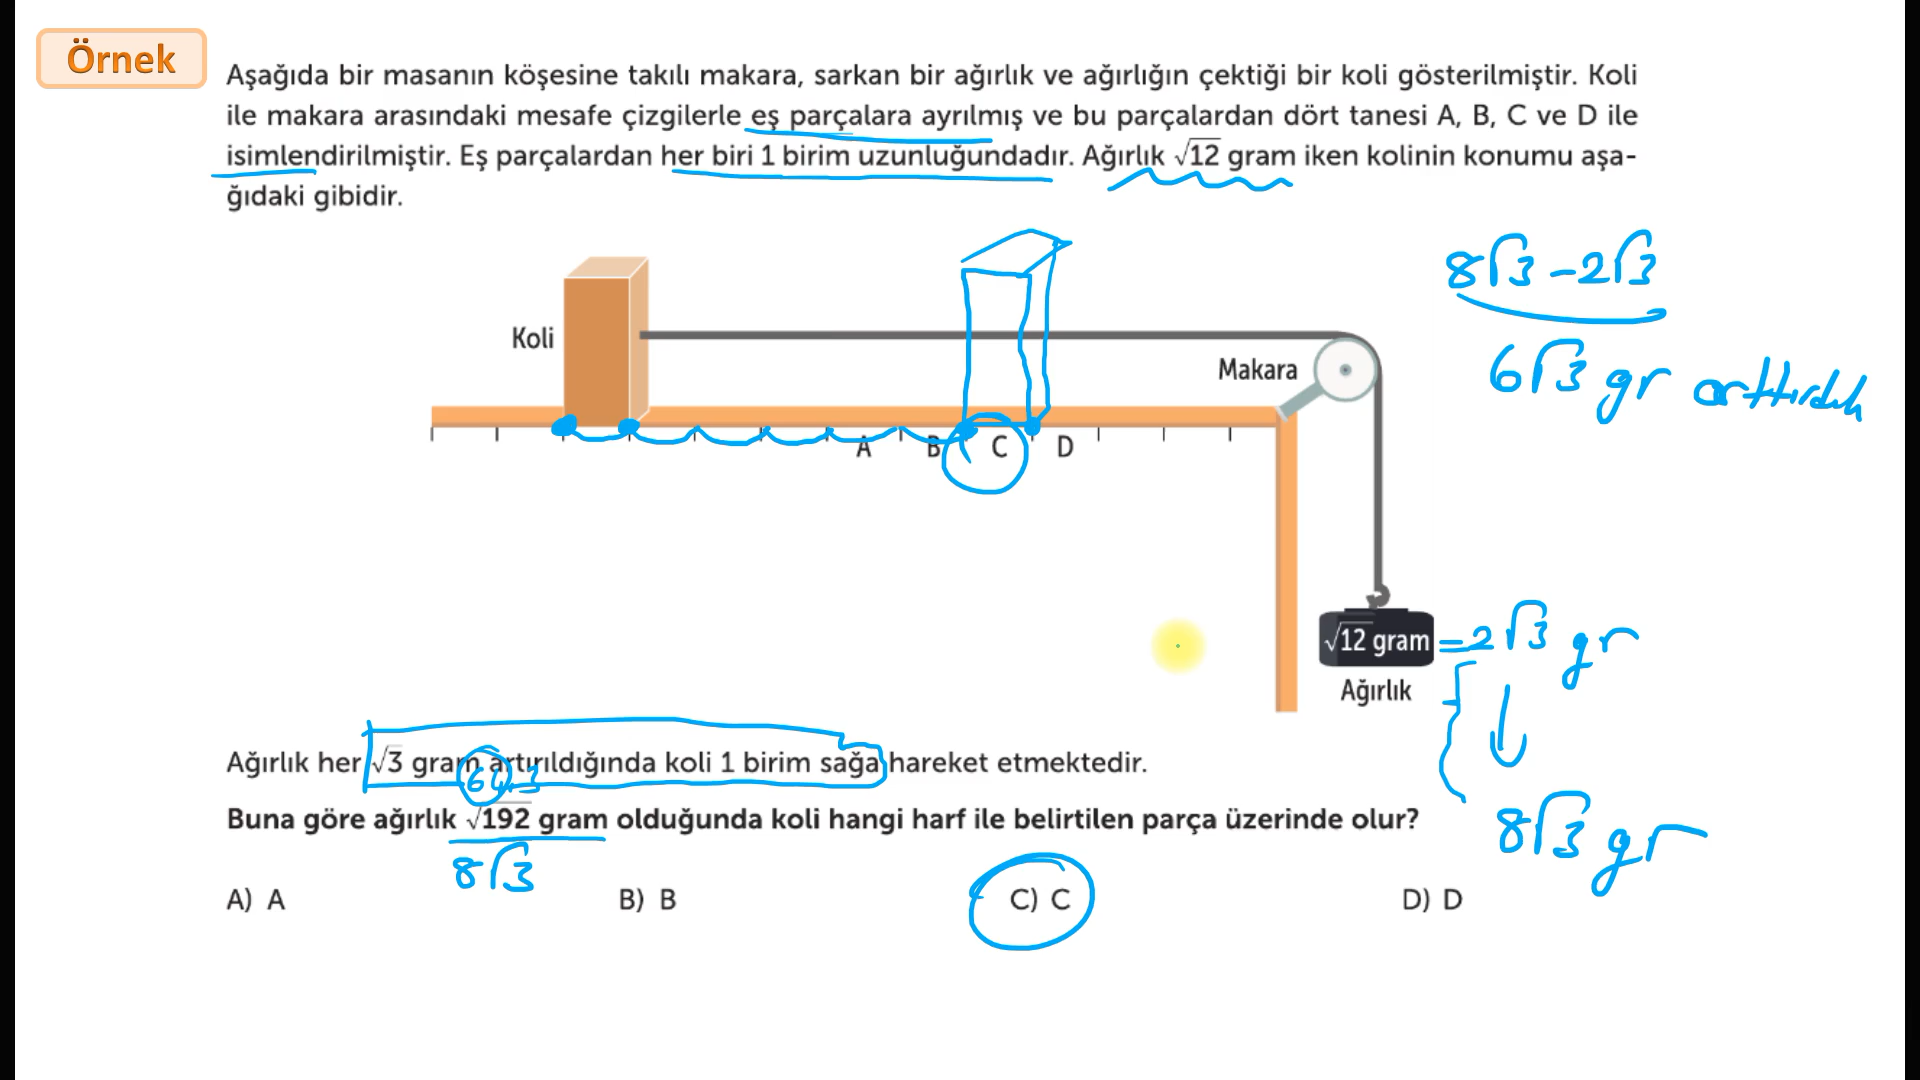 Örnek
Aşağıda bir masanın köşesine takılı makara, sarkan bir ağırlık ve ağırlığın çektiği bir koli gösterilmiştir. Koli
ile makara arasındaki mesafe çizgilerle eş parçalara ayrılmış ve bu parçalardan dört tanesi A, B, C ve D ile
isimlendirilmiştir. Eş parçalardan her biri 1 birim uzunluğundadır. Ağırlık √12 gram iken kolinin konumu aşa-
ğıdaki gibidir.
8√3 - 2√3
6√3 gr arttırdık
Koli
Makara
A B C D
√12 gram = 2√3 gr
Ağırlık
8√3 gr
Ağırlık her √3 gram artırıldığında koli 1 birim sağa hareket etmektedir.
64.3
Buna göre ağırlık √192 gram olduğunda koli hangi harf ile belirtilen parça üzerinde olur?
8√3
A) A B) B C) C D) D